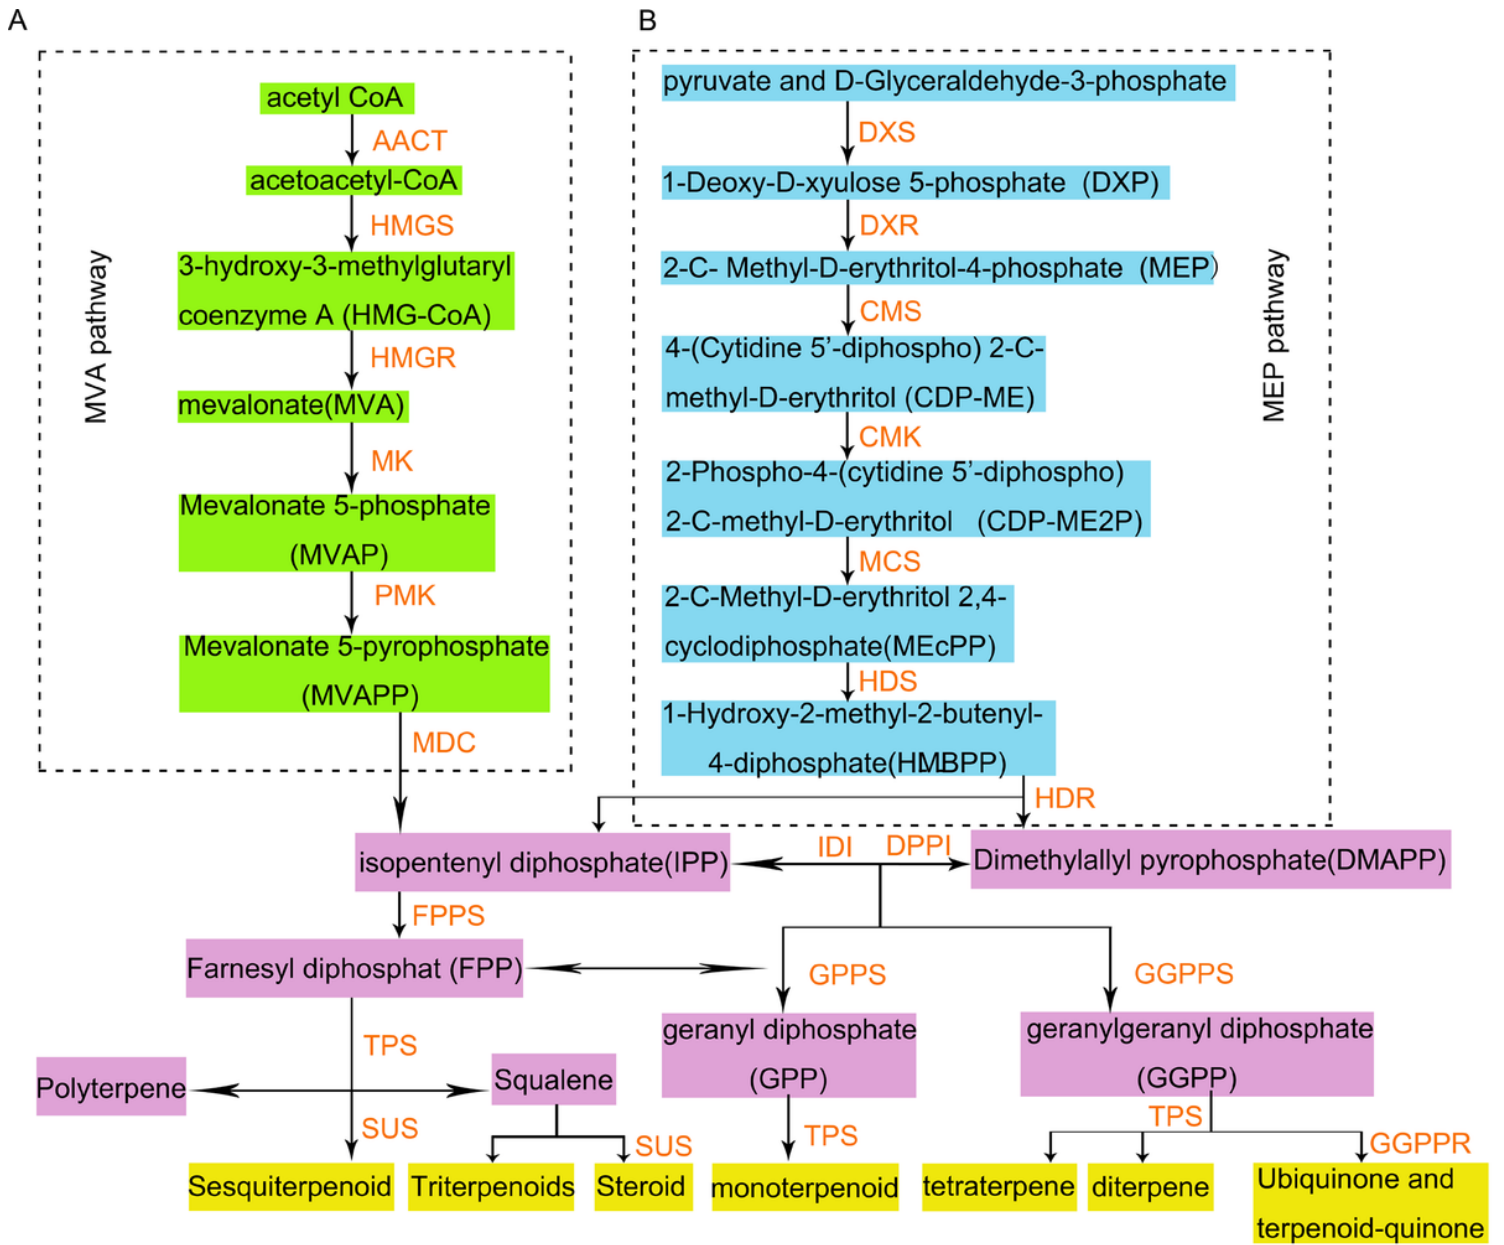 A
B
MVA pathway
acetyl CoA
AACT
acetoacetyl-CoA
HMGS
3-hydroxy-3-methylglutaryl
coenzyme A (HMG-CoA)
HMGR
mevalonate(MVA)
MK
Mevalonate 5-phosphate
(MVAP)
PMK
Mevalonate 5-pyrophosphate
(MVAPP)
MDC
MEP pathway
pyruvate and D-Glyceraldehyde-3-phosphate
DXS
1-Deoxy-D-xyulose 5-phosphate (DXP)
DXR
2-C- Methyl-D-erythritol-4-phosphate (MEP)
CMS
4-(Cytidine 5’-diphospho) 2-C-
methyl-D-erythritol (CDP-ME)
CMK
2-Phospho-4-(cytidine 5’-diphospho)
2-C-methyl-D-erythritol (CDP-ME2P)
MCS
2-C-Methyl-D-erythritol 2,4-
cyclodiphosphate(MEcPP)
HDS
1-Hydroxy-2-methyl-2-butenyl-
4-diphosphate(HMBPP)
HDR
isopentenyl diphosphate(IPP)
IDI
DPPI
Dimethylallyl pyrophosphate(DMAPP)
FPPS
Farnesyl diphosphat (FPP)
GPPS
GGPPS
geranyl diphosphate
(GPP)
geranylgeranyl diphosphate
(GGPP)
TPS
Polyterpene
Squalene
SUS
SUS
TPS
TPS
GGPPR
Sesquiterpenoid
Triterpenoids
Steroid
monoterpenoid
tetraterpene
diterpene
Ubiquinone and
terpenoid-quinone